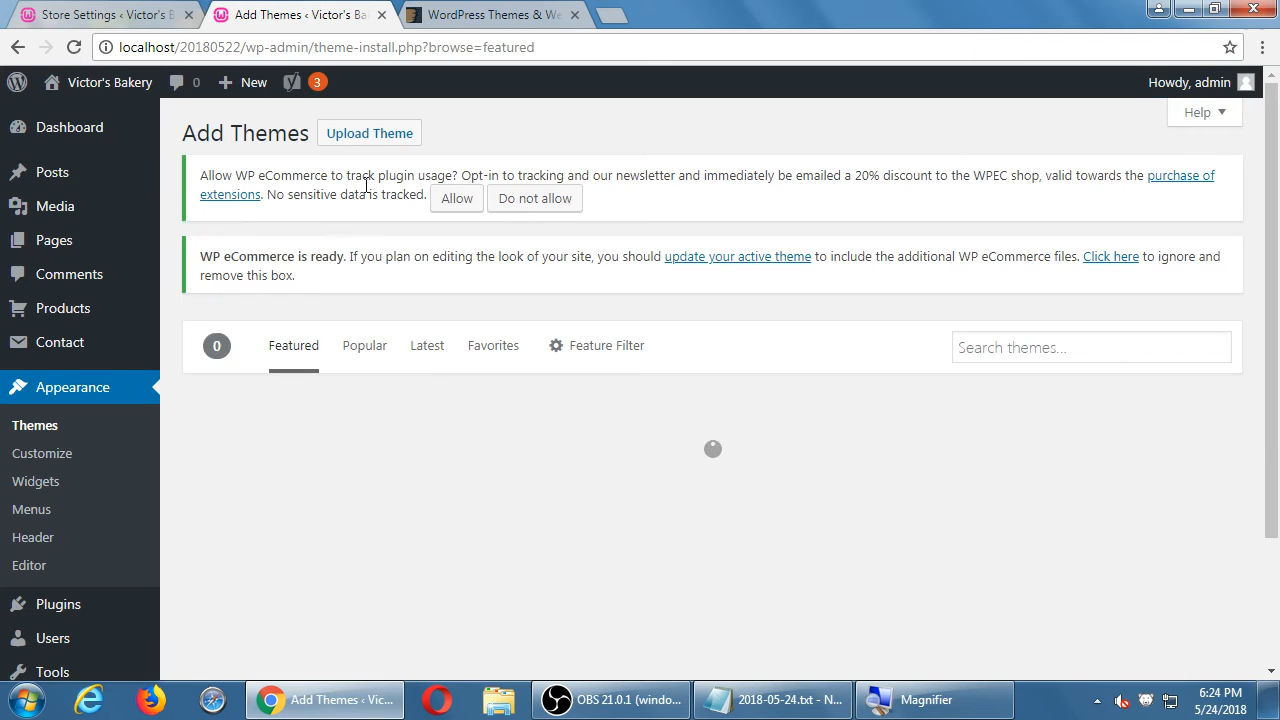 Store Settings ‹ Victor's B
Add Themes ‹ Victor's Ba
WordPress Themes & We
localhost/20180522/wp-admin/theme-install.php?browse=featured
Victor's Bakery
0
New
3
Howdy, admin
Dashboard
Posts
Media
Pages
Comments
Products
Contact
Appearance
Themes
Customize
Widgets
Menus
Header
Editor
Plugins
Users
Tools
Help
Add Themes
Upload Theme
Allow WP eCommerce to track plugin usage? Opt-in to tracking and our newsletter and immediately be emailed a 20% discount to the WPEC shop, valid towards the purchase of
extensions. No sensitive data is tracked. Allow Do not allow
WP eCommerce is ready. If you plan on editing the look of your site, you should update your active theme to include the additional WP eCommerce files. Click here to ignore and
remove this box.
0 Featured Popular Latest Favorites Feature Filter Search themes...
Add Themes ‹ Vic...
OBS 21.0.1 (windo...
2018-05-24.txt - N...
Magnifier
6:24 PM
5/24/2018